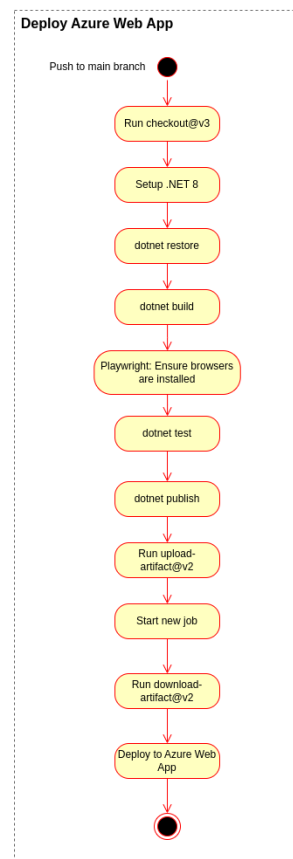 Deploy Azure Web App
Push to main branch
Run checkout@v3
Setup .NET 8
dotnet restore
dotnet build
Playwright: Ensure browsers
are installed
dotnet test
dotnet publish
Run upload-
artifact@v2
Start new job
Run download-
artifact@v2
Deploy to Azure Web
App